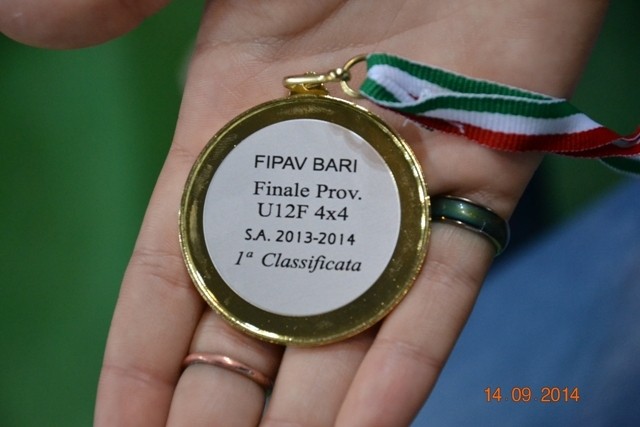 FIPAV BARI
Finale Prov.
U12F 4x4
S.A. 2013-2014
1ª Classificata
14 09 2014